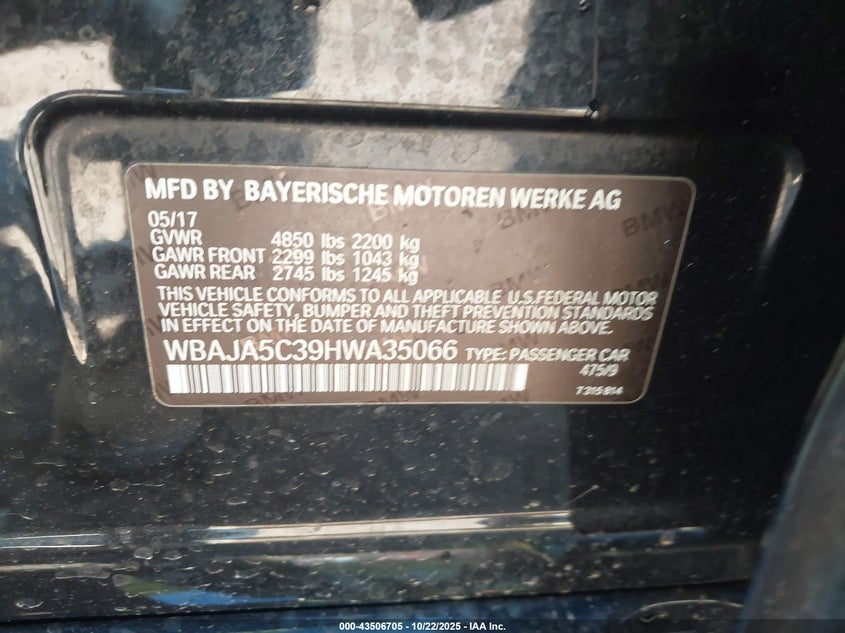 MFD BY BAYERISCHE MOTOREN WERKE AG
05/17
GVWR 4850 lbs 2200 kg
GAWR FRONT 2299 lbs 1043 kg
GAWR REAR 2745 lbs 1245 kg
THIS VEHICLE CONFORMS TO ALL APPLICABLE U.S.FEDERAL MOTOR
VEHICLE SAFETY, BUMPER AND THEFT PREVENTION STANDARDS
IN EFFECT ON THE DATE OF MANUFACTURE SHOWN ABOVE.
WBAJA5C39HWA35066 TYPE: PASSENGER CAR
475/9
7 315 814
BMW
000-43506705 - 10/22/2025 - IAA Inc.